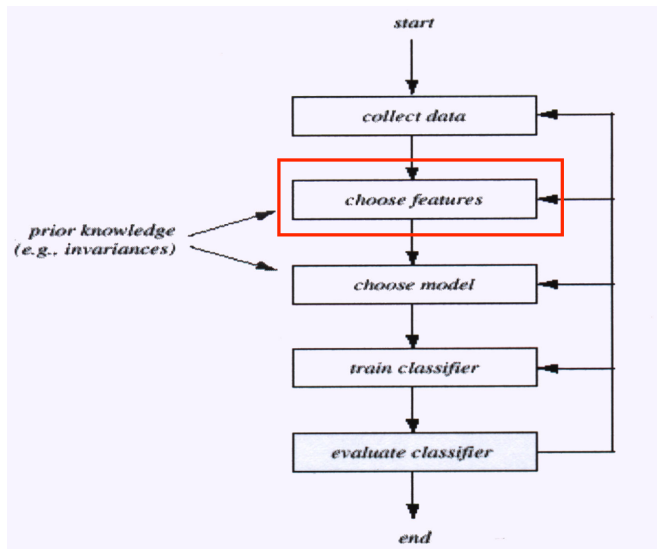 start
collect data
choose features
prior knowledge
(e.g., invariances)
choose model
train classifier
evaluate classifier
end